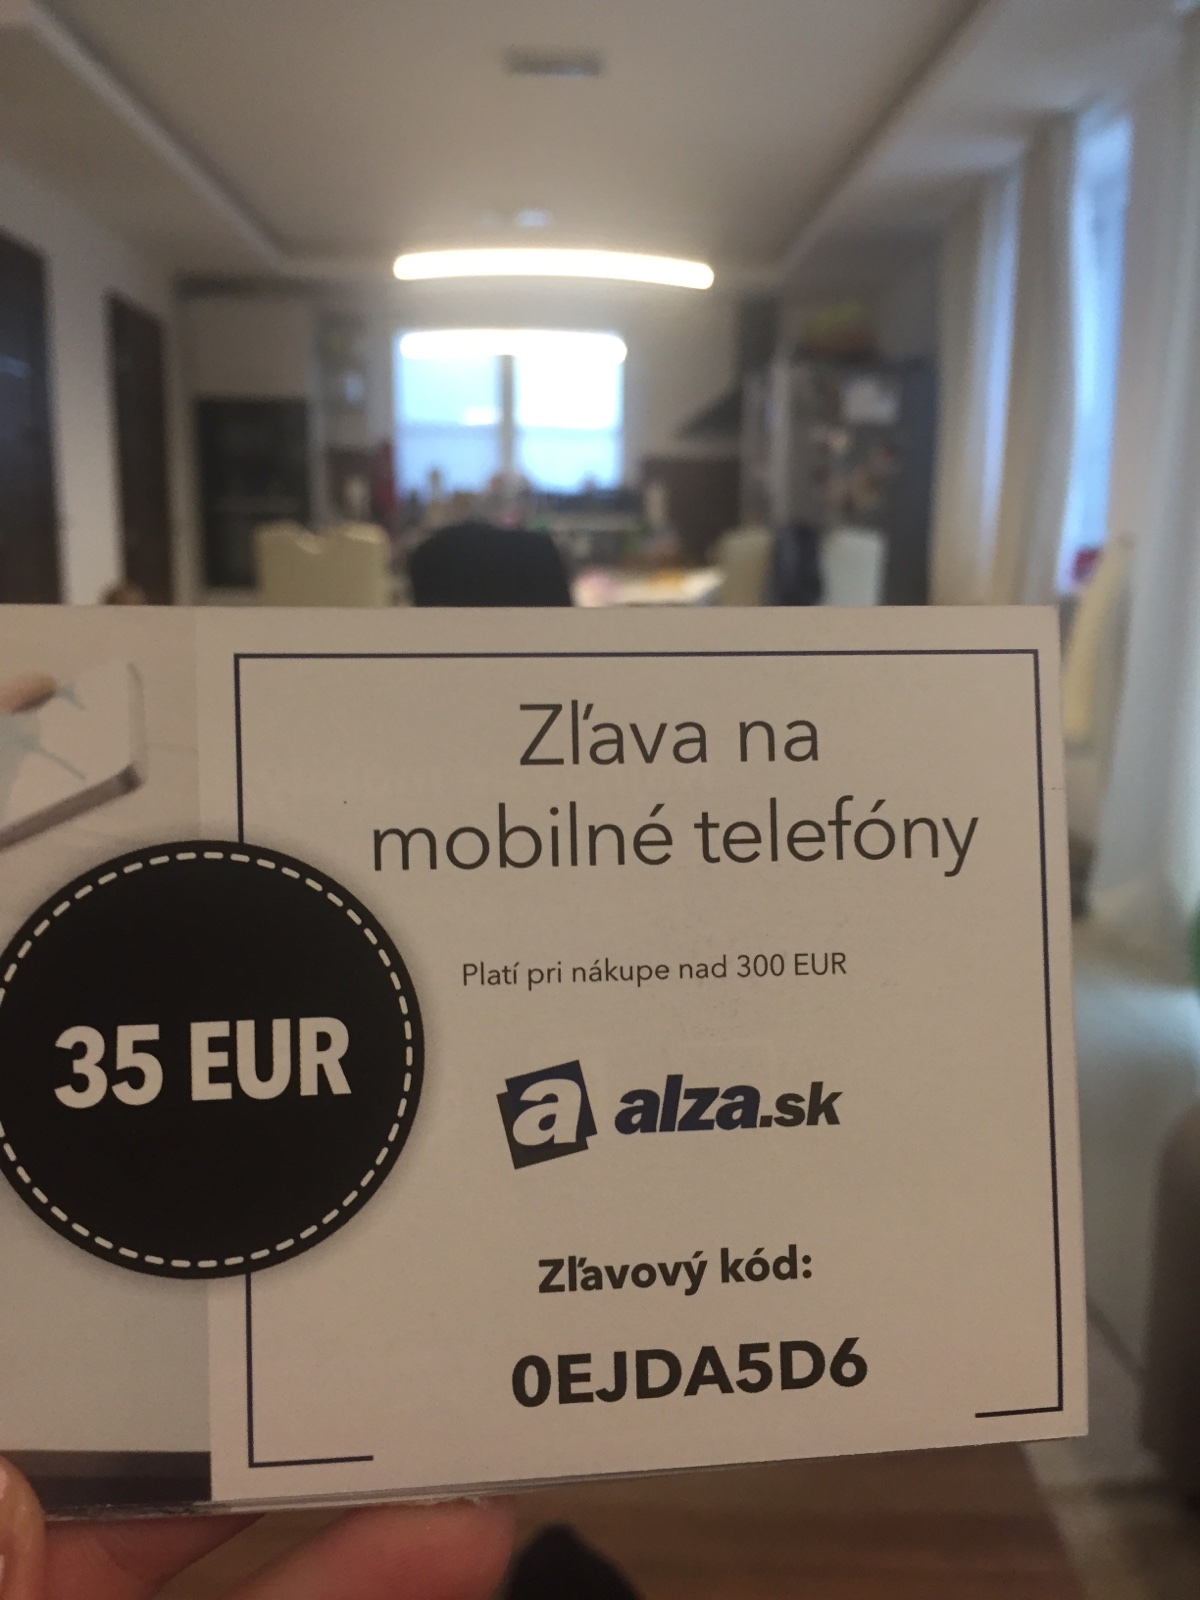 Zľava na
mobilné telefóny
Platí pri nákupe nad 300 EUR
35 EUR
a alza.sk
Zľavový kód:
0EJDA5D6